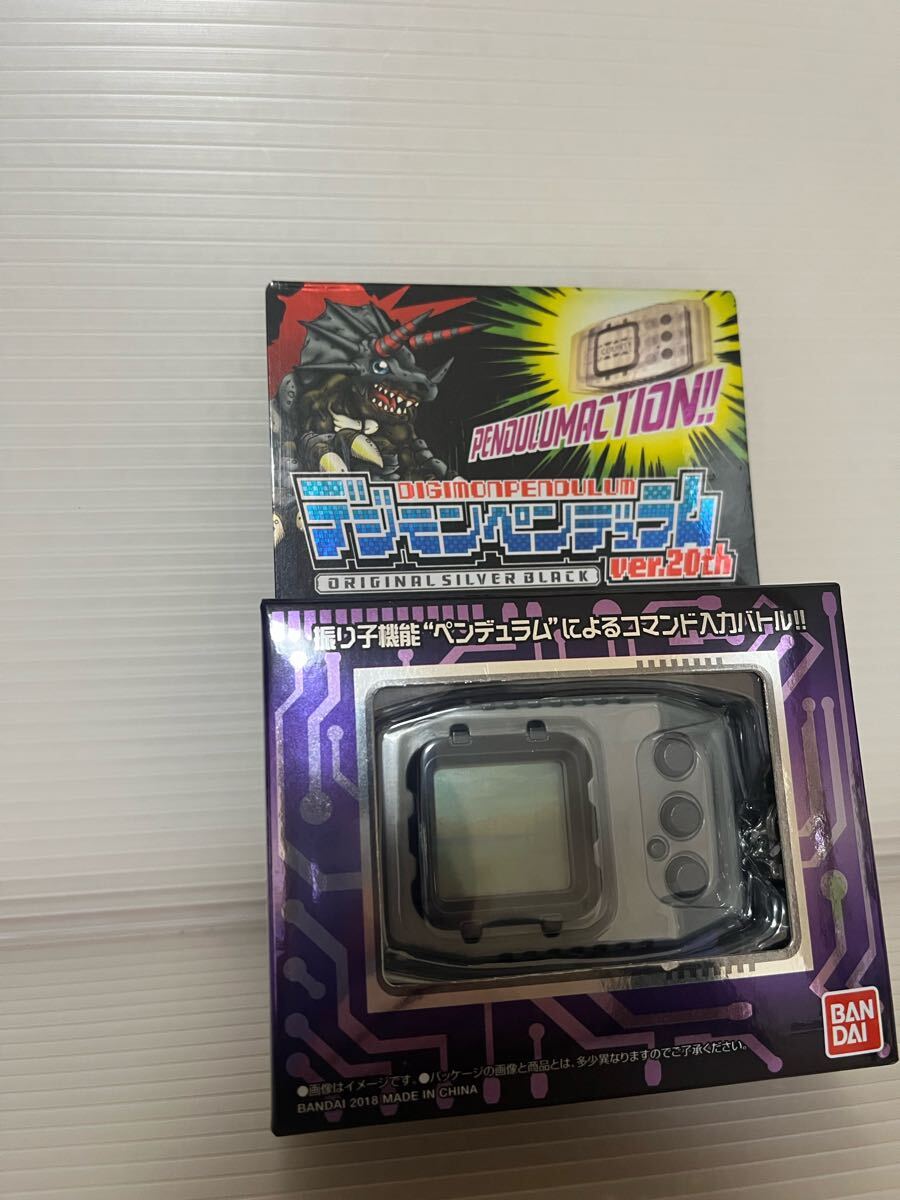 PENDULUMACTION!!
DIGIMONPENDULUM
デジモンペンデュラム
ver.20th
ORIGINAL SILVER BLACK
振り子機能“ペンデュラム”によるコマンド入力バトル!!
BAN
DAI
●画像はイメージです。●パッケージの画像と商品とは、多少異なりますのでご了承ください。
BANDAI 2018 MADE IN CHINA